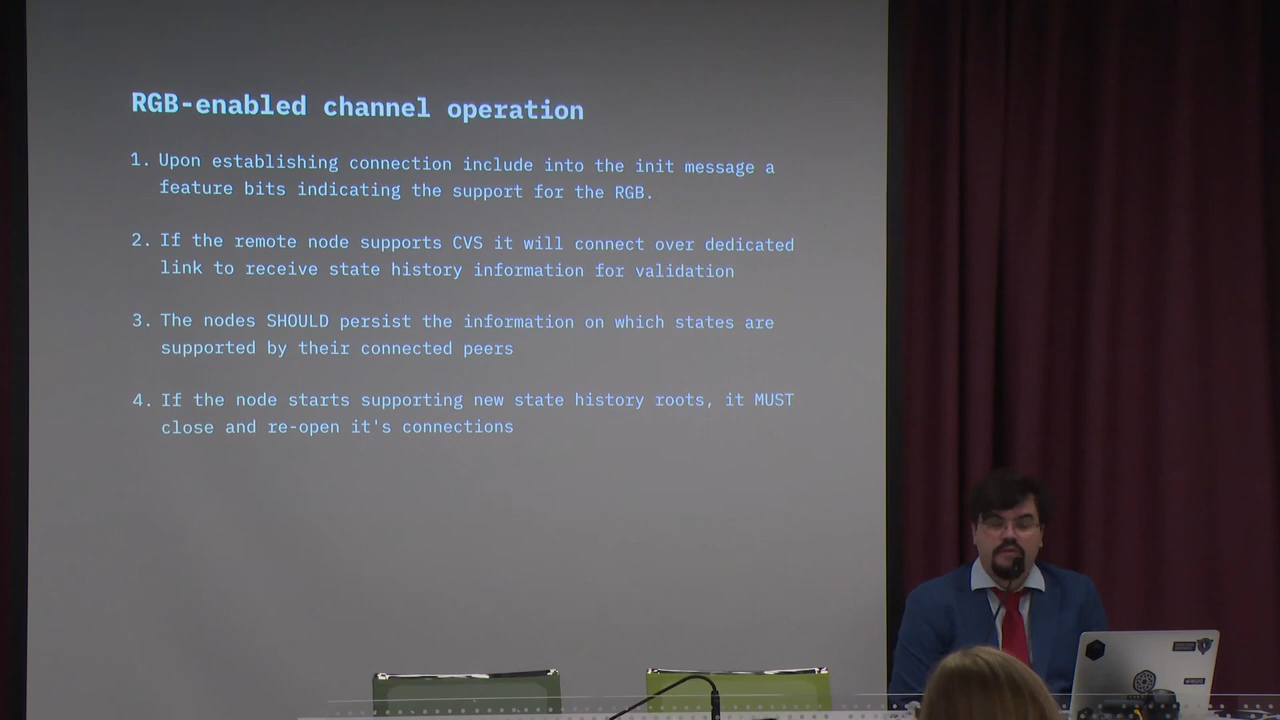 RGB-enabled channel operation
1. Upon establishing connection include into the init message a
feature bits indicating the support for the RGB.
2. If the remote node supports CVS it will connect over dedicated
link to receive state history information for validation
3. The nodes SHOULD persist the information on which states are
supported by their connected peers
4. If the node starts supporting new state history roots, it MUST
close and re-open it's connections